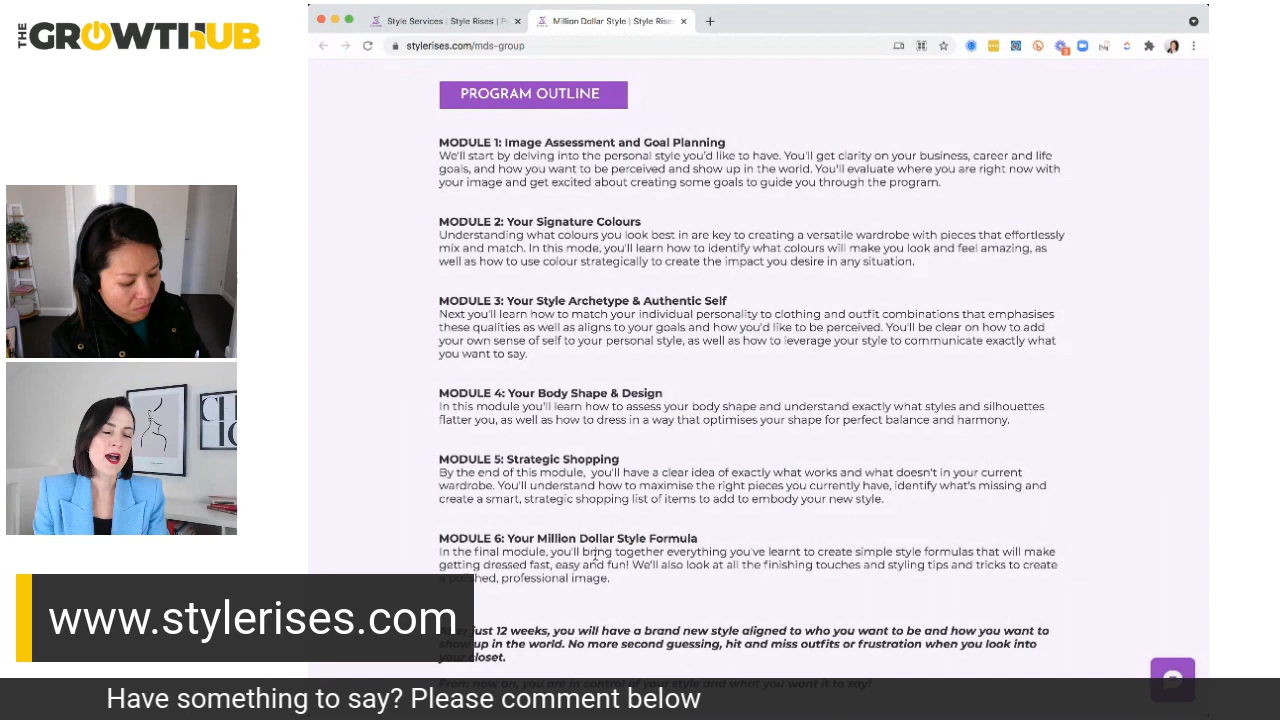 THE GROWTH HUB
Style Services | Style Rises | P
Million Dollar Style | Style Rise
stylerises.com/mds-group
PROGRAM OUTLINE
MODULE 1: Image Assessment and Goal Planning
We'll start by delving into the personal style you'd like to have. You'll get clarity on your business, career and life
goals, and how you want to be perceived and show up in the world. You'll evaluate where you are right now with
your image and get excited about creating some goals to guide you through the program.
MODULE 2: Your Signature Colours
Understanding what colours you look best in are key to creating a versatile wardrobe with pieces that effortlessly
mix and match. In this mode, you'll learn how to identify what colours will make you look and feel amazing, as
well as how to use colour strategically to create the impact you desire in any situation.
MODULE 3: Your Style Archetype & Authentic Self
Next you'll learn how to match your individual personality to clothing and outfit combinations that emphasises
these qualities as well as aligns to your goals and how you'd like to be perceived. You'll be clear on how to add
your own sense of self to your personal style, as well as how to leverage your style to communicate exactly what
you want to say.
MODULE 4: Your Body Shape & Design
In this module you'll learn how to assess your body shape and understand exactly what styles and silhouettes
flatter you, as well as how to dress in a way that optimises your shape for perfect balance and harmony.
MODULE 5: Strategic Shopping
By the end of this module, you'll have a clear idea of exactly what works and what doesn't in your current
wardrobe. You'll understand how to maximise the right pieces you currently have, identify what's missing and
create a smart, strategic shopping list of items to add to embody your new style.
MODULE 6: Your Million Dollar Style Formula
In the final module, you'll bring together everything you've learnt to create simple style formulas that will make
getting dressed fast, easy and fun! We'll also look at all the finishing touches and styling tips and tricks to create
a polished, professional image.
just 12 weeks, you will have a brand new style aligned to who you want to be and how you want to
show up in the world. No more second guessing, hit and miss outfits or frustration when you look into
your closet.
From now on, you are in control of your style and what you want it to say!
www.stylerises.com
Have something to say? Please comment below